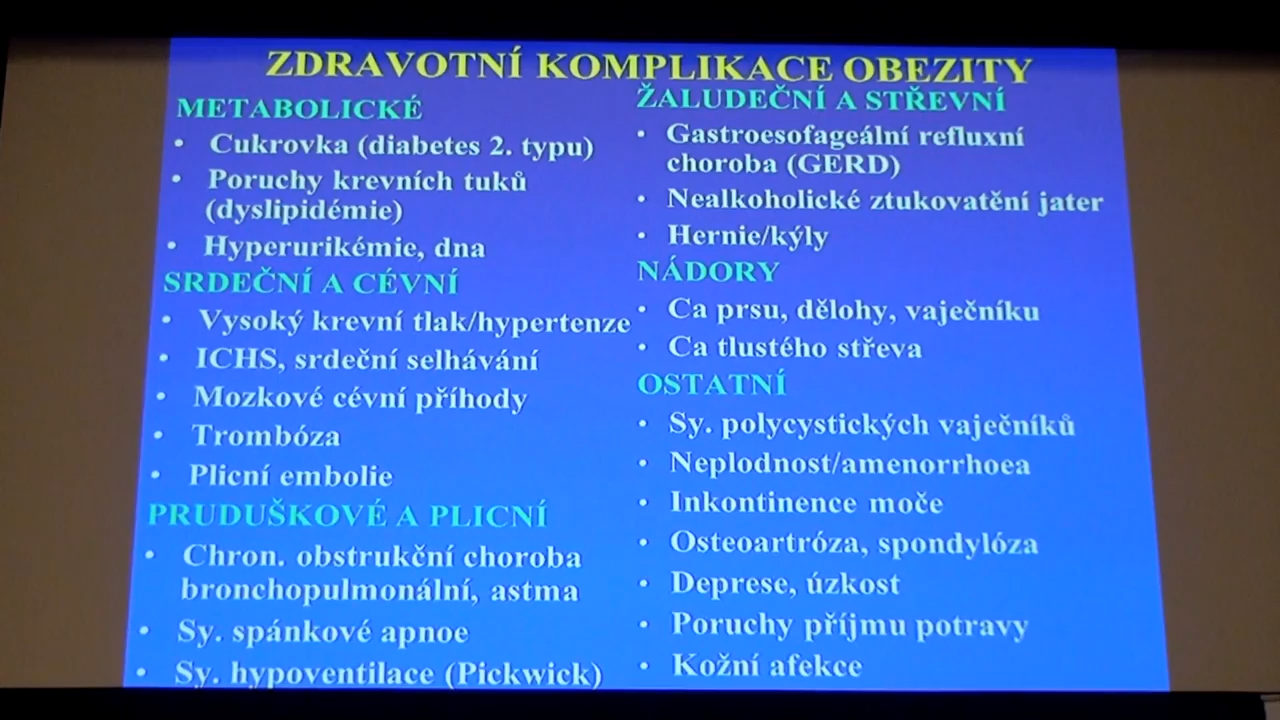 ZDRAVOTNÍ KOMPLIKACE OBEZITY
METABOLICKÉ
• Cukrovka (diabetes 2. typu)
• Poruchy krevních tuků
(dyslipidémie)
• Hyperurikémie, dna
SRDEČNÍ A CÉVNÍ
• Vysoký krevní tlak/hypertenze
• ICHS, srdeční selhávání
• Mozkové cévní příhody
• Trombóza
• Plicní embolie
PRUDUŠKOVÉ A PLICNÍ
• Chron. obstrukční choroba
bronchopulmonální, astma
• Sy. spánkové apnoe
• Sy. hypoventilace (Pickwick)
ŽALUDEČNÍ A STŘEVNÍ
• Gastroesofageální refluxní
choroba (GERD)
• Nealkoholické ztukovatění jater
• Hernie/kýly
NÁDORY
• Ca prsu, dělohy, vaječníku
• Ca tlustého střeva
OSTATNÍ
• Sy. polycystických vaječníků
• Neplodnost/amenorrhoea
• Inkontinence moče
• Osteoartróza, spondylóza
• Deprese, úzkost
• Poruchy příjmu potravy
• Kožní afekce